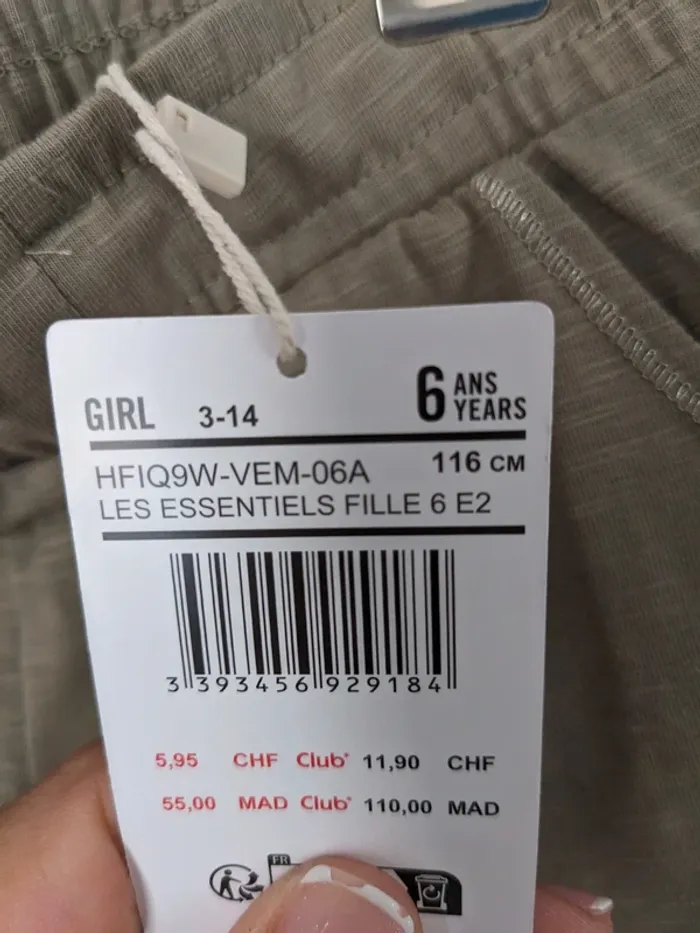 GIRL 3-14 6 ANS YEARS
HFIQ9W-VEM-06A 116 CM
LES ESSENTIELS FILLE 6 E2
3 393456 929184
5,95 CHF Club* 11,90 CHF
55,00 MAD Club* 110,00 MAD
FR